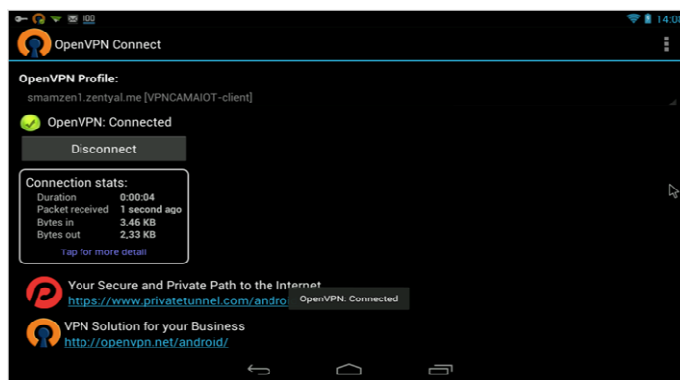 100
14:08
OpenVPN Connect
OpenVPN Profile:
smamzen1.zentyal.me [VPNCAMAIOT-client]
OpenVPN: Connected
Disconnect
Connection stats:
Duration 0:00:04
Packet received 1 second ago
Bytes in 3.46 KB
Bytes out 2,33 KB
Tap for more detail
Your Secure and Private Path to the Internet
https://www.privatetunnel.com/andro
OpenVPN: Connected
VPN Solution for your Business
http://openvpn.net/android/